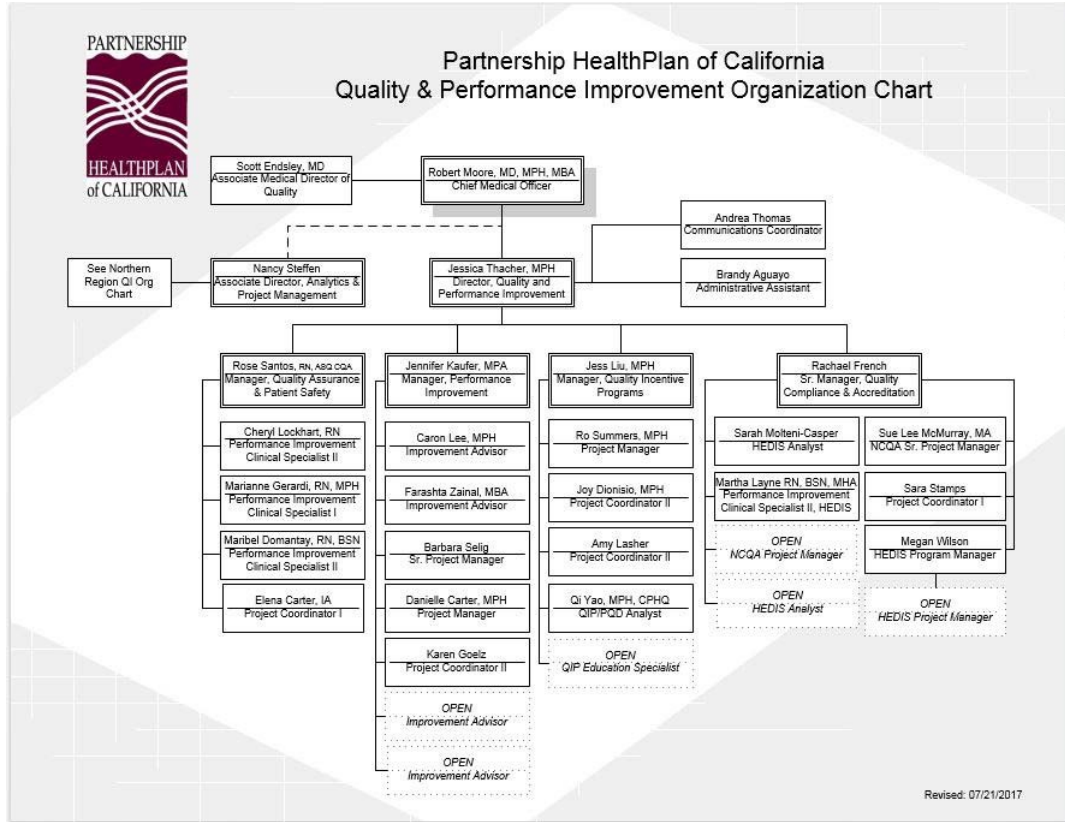 PARTNERSHIP
HEALTHPLAN
of CALIFORNIA
Partnership HealthPlan of California
Quality & Performance Improvement Organization Chart
Scott Endsley, MD
Associate Medical Director of
Quality
Robert Moore, MD, MPH, MBA
Chief Medical Officer
Andrea Thomas
Communications Coordinator
See Northern
Region QI Org
Chart
Nancy Steffen
Associate Director, Analytics &
Project Management
Jessica Thacher, MPH
Director, Quality and
Performance Improvement
Brandy Aguayo
Administrative Assistant
Rose Santos, RN, ASQ CQA
Manager, Quality Assurance
& Patient Safety
Cheryl Lockhart, RN
Performance Improvement
Clinical Specialist II
Marianne Gerardi, RN, MPH
Performance Improvement
Clinical Specialist I
Maribel Domantay, RN, BSN
Performance Improvement
Clinical Specialist II
Elena Carter, IA
Project Coordinator I
Jennifer Kaufer, MPA
Manager, Performance
Improvement
Caron Lee, MPH
Improvement Advisor
Farashta Zainal, MBA
Improvement Advisor
Barbara Selig
Sr. Project Manager
Danielle Carter, MPH
Project Manager
Karen Goelz
Project Coordinator II
OPEN
Improvement Advisor
OPEN
Improvement Advisor
Jess Liu, MPH
Manager, Quality Incentive
Programs
Ro Summers, MPH
Project Manager
Joy Dionisio, MPH
Project Coordinator II
Amy Lasher
Project Coordinator II
Qi Yao, MPH, CPHQ
QIP/PQD Analyst
OPEN
QIP Education Specialist
Rachael French
Sr. Manager, Quality
Compliance & Accreditation
Sarah Molteni-Casper
HEDIS Analyst
Martha Layne RN, BSN, MHA
Performance Improvement
Clinical Specialist II, HEDIS
OPEN
NCQA Project Manager
OPEN
HEDIS Analyst
Sue Lee McMurray, MA
NCQA Sr. Project Manager
Sara Stamps
Project Coordinator I
Megan Wilson
HEDIS Program Manager
OPEN
HEDIS Project Manager
Revised: 07/21/2017